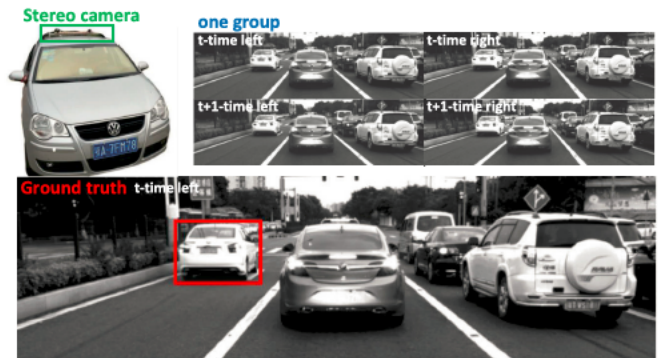 Stereo camera
one group
t-time left
t-time right
t+1-time left
t+1-time right
Ground truth t-time left